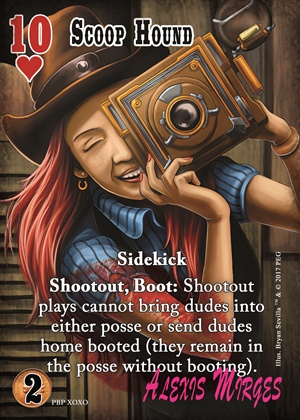 10
Scoop Hound
Sidekick
Shootout, Boot: Shootout
plays cannot bring dudes into
either posse or send dudes
home booted (they remain in
the posse without booting).
Alexis Mirges
2
PBP XOXO
Illus. Bryan Sevilla ™ & © 2017 PEG